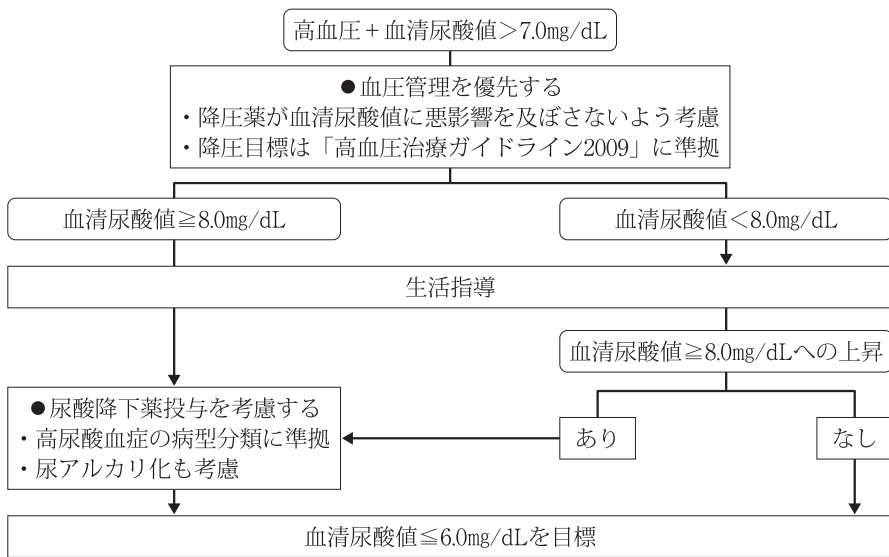 高血圧+血清尿酸値>7.0mg/dL
●血圧管理を優先する
・降圧薬が血清尿酸値に悪影響を及ぼさないよう考慮
・降圧目標は「高血圧治療ガイドライン2009」に準拠
血清尿酸値≧8.0mg/dL
血清尿酸値<8.0mg/dL
生活指導
血清尿酸値≧8.0mg/dLへの上昇
●尿酸降下薬投与を考慮する
・高尿酸血症の病型分類に準拠
・尿アルカリ化も考慮
あり
なし
血清尿酸値≦6.0mg/dLを目標